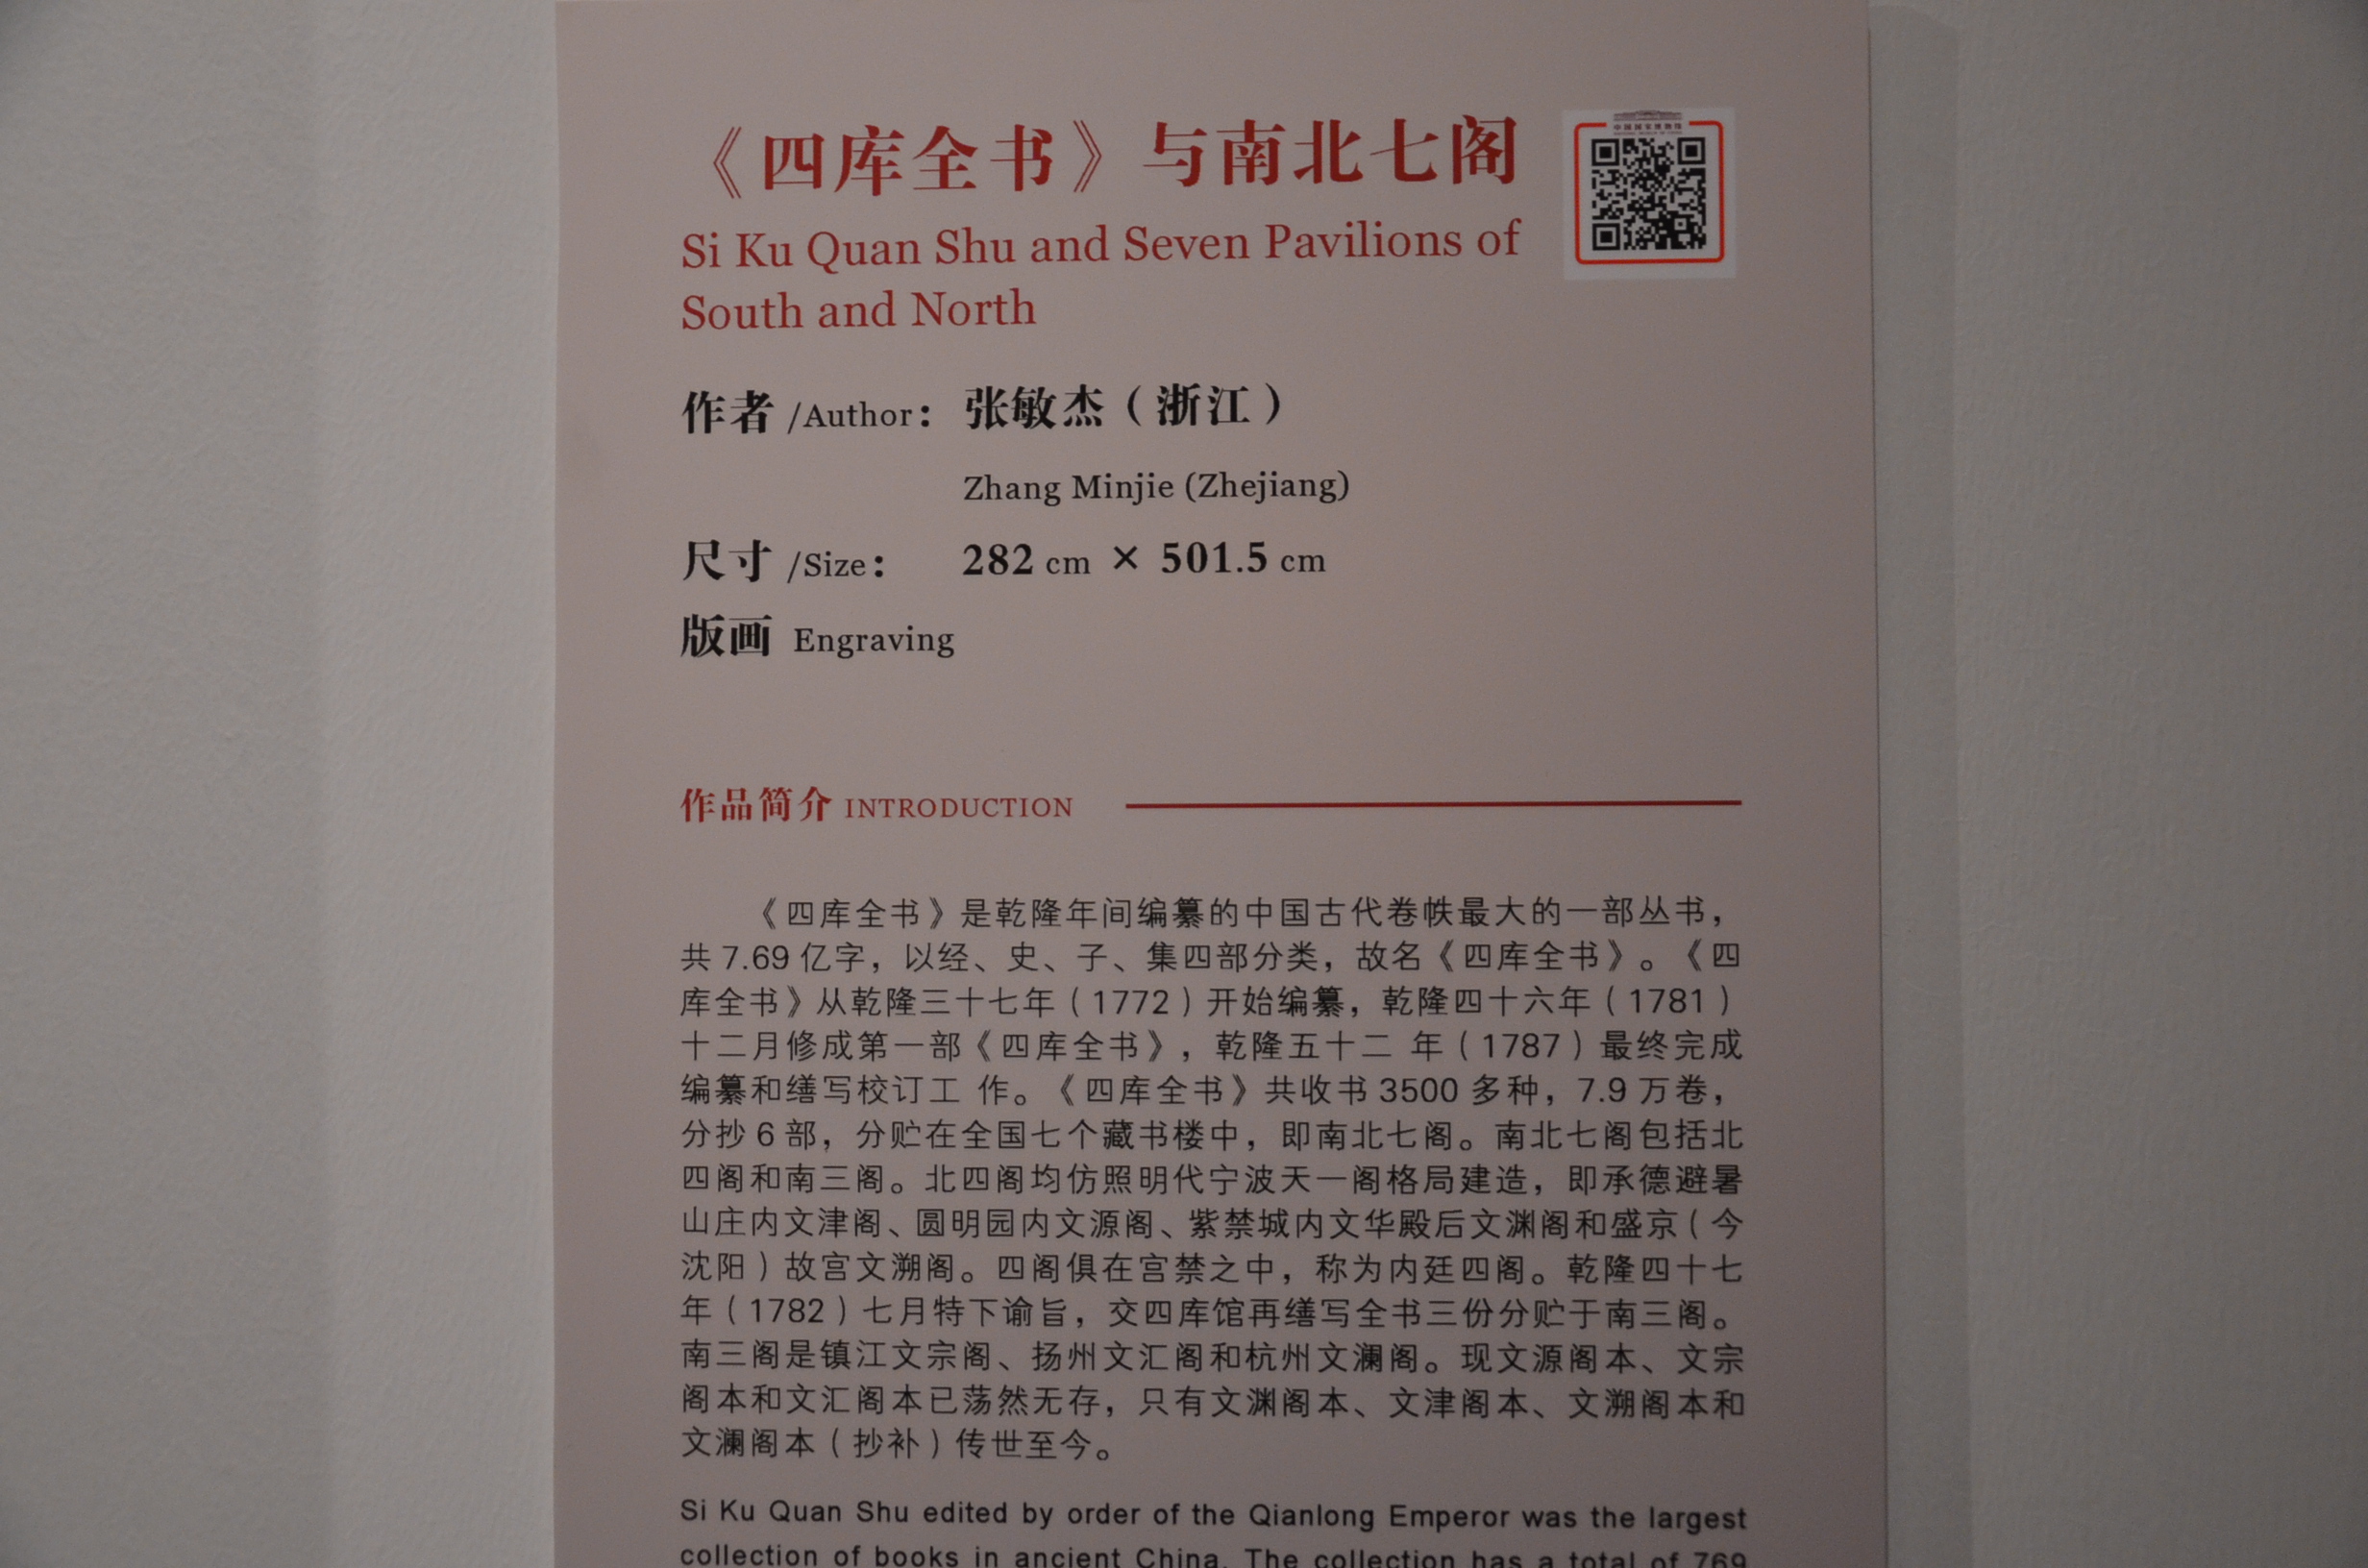 《四库全书》与南北七阁
Si Ku Quan Shu and Seven Pavilions of
South and North
作者 /Author： 张敏杰（浙江）
Zhang Minjie (Zhejiang)
尺寸 /Size： 282 cm × 501.5 cm
版画 Engraving
作品简介 INTRODUCTION
《四库全书》是乾隆年间编纂的中国古代卷帙最大的一部丛书，
共 7.69 亿字，以经、史、子、集四部分类，故名《四库全书》。《四
库全书》从乾隆三十七年（1772）开始编纂，乾隆四十六年（1781）
十二月修成第一部《四库全书》，乾隆五十二 年（1787）最终完成
编纂和缮写校订工 作。《四库全书》共收书 3500 多种，7.9 万卷，
分抄 6 部，分贮在全国七个藏书楼中，即南北七阁。南北七阁包括北
四阁和南三阁。北四阁均仿照明代宁波天一阁格局建造，即承德避暑
山庄内文津阁、圆明园内文源阁、紫禁城内文华殿后文渊阁和盛京（今
沈阳）故宫文溯阁。四阁俱在宫禁之中，称为内廷四阁。乾隆四十七
年（1782）七月特下谕旨，交四库馆再缮写全书三份分贮于南三阁。
南三阁是镇江文宗阁、扬州文汇阁和杭州文澜阁。现文源阁本、文宗
阁本和文汇阁本已荡然无存，只有文渊阁本、文津阁本、文溯阁本和
文澜阁本（抄补）传世至今。
Si Ku Quan Shu edited by order of the Qianlong Emperor was the largest
collection of books in ancient China. The collection has a total of 769